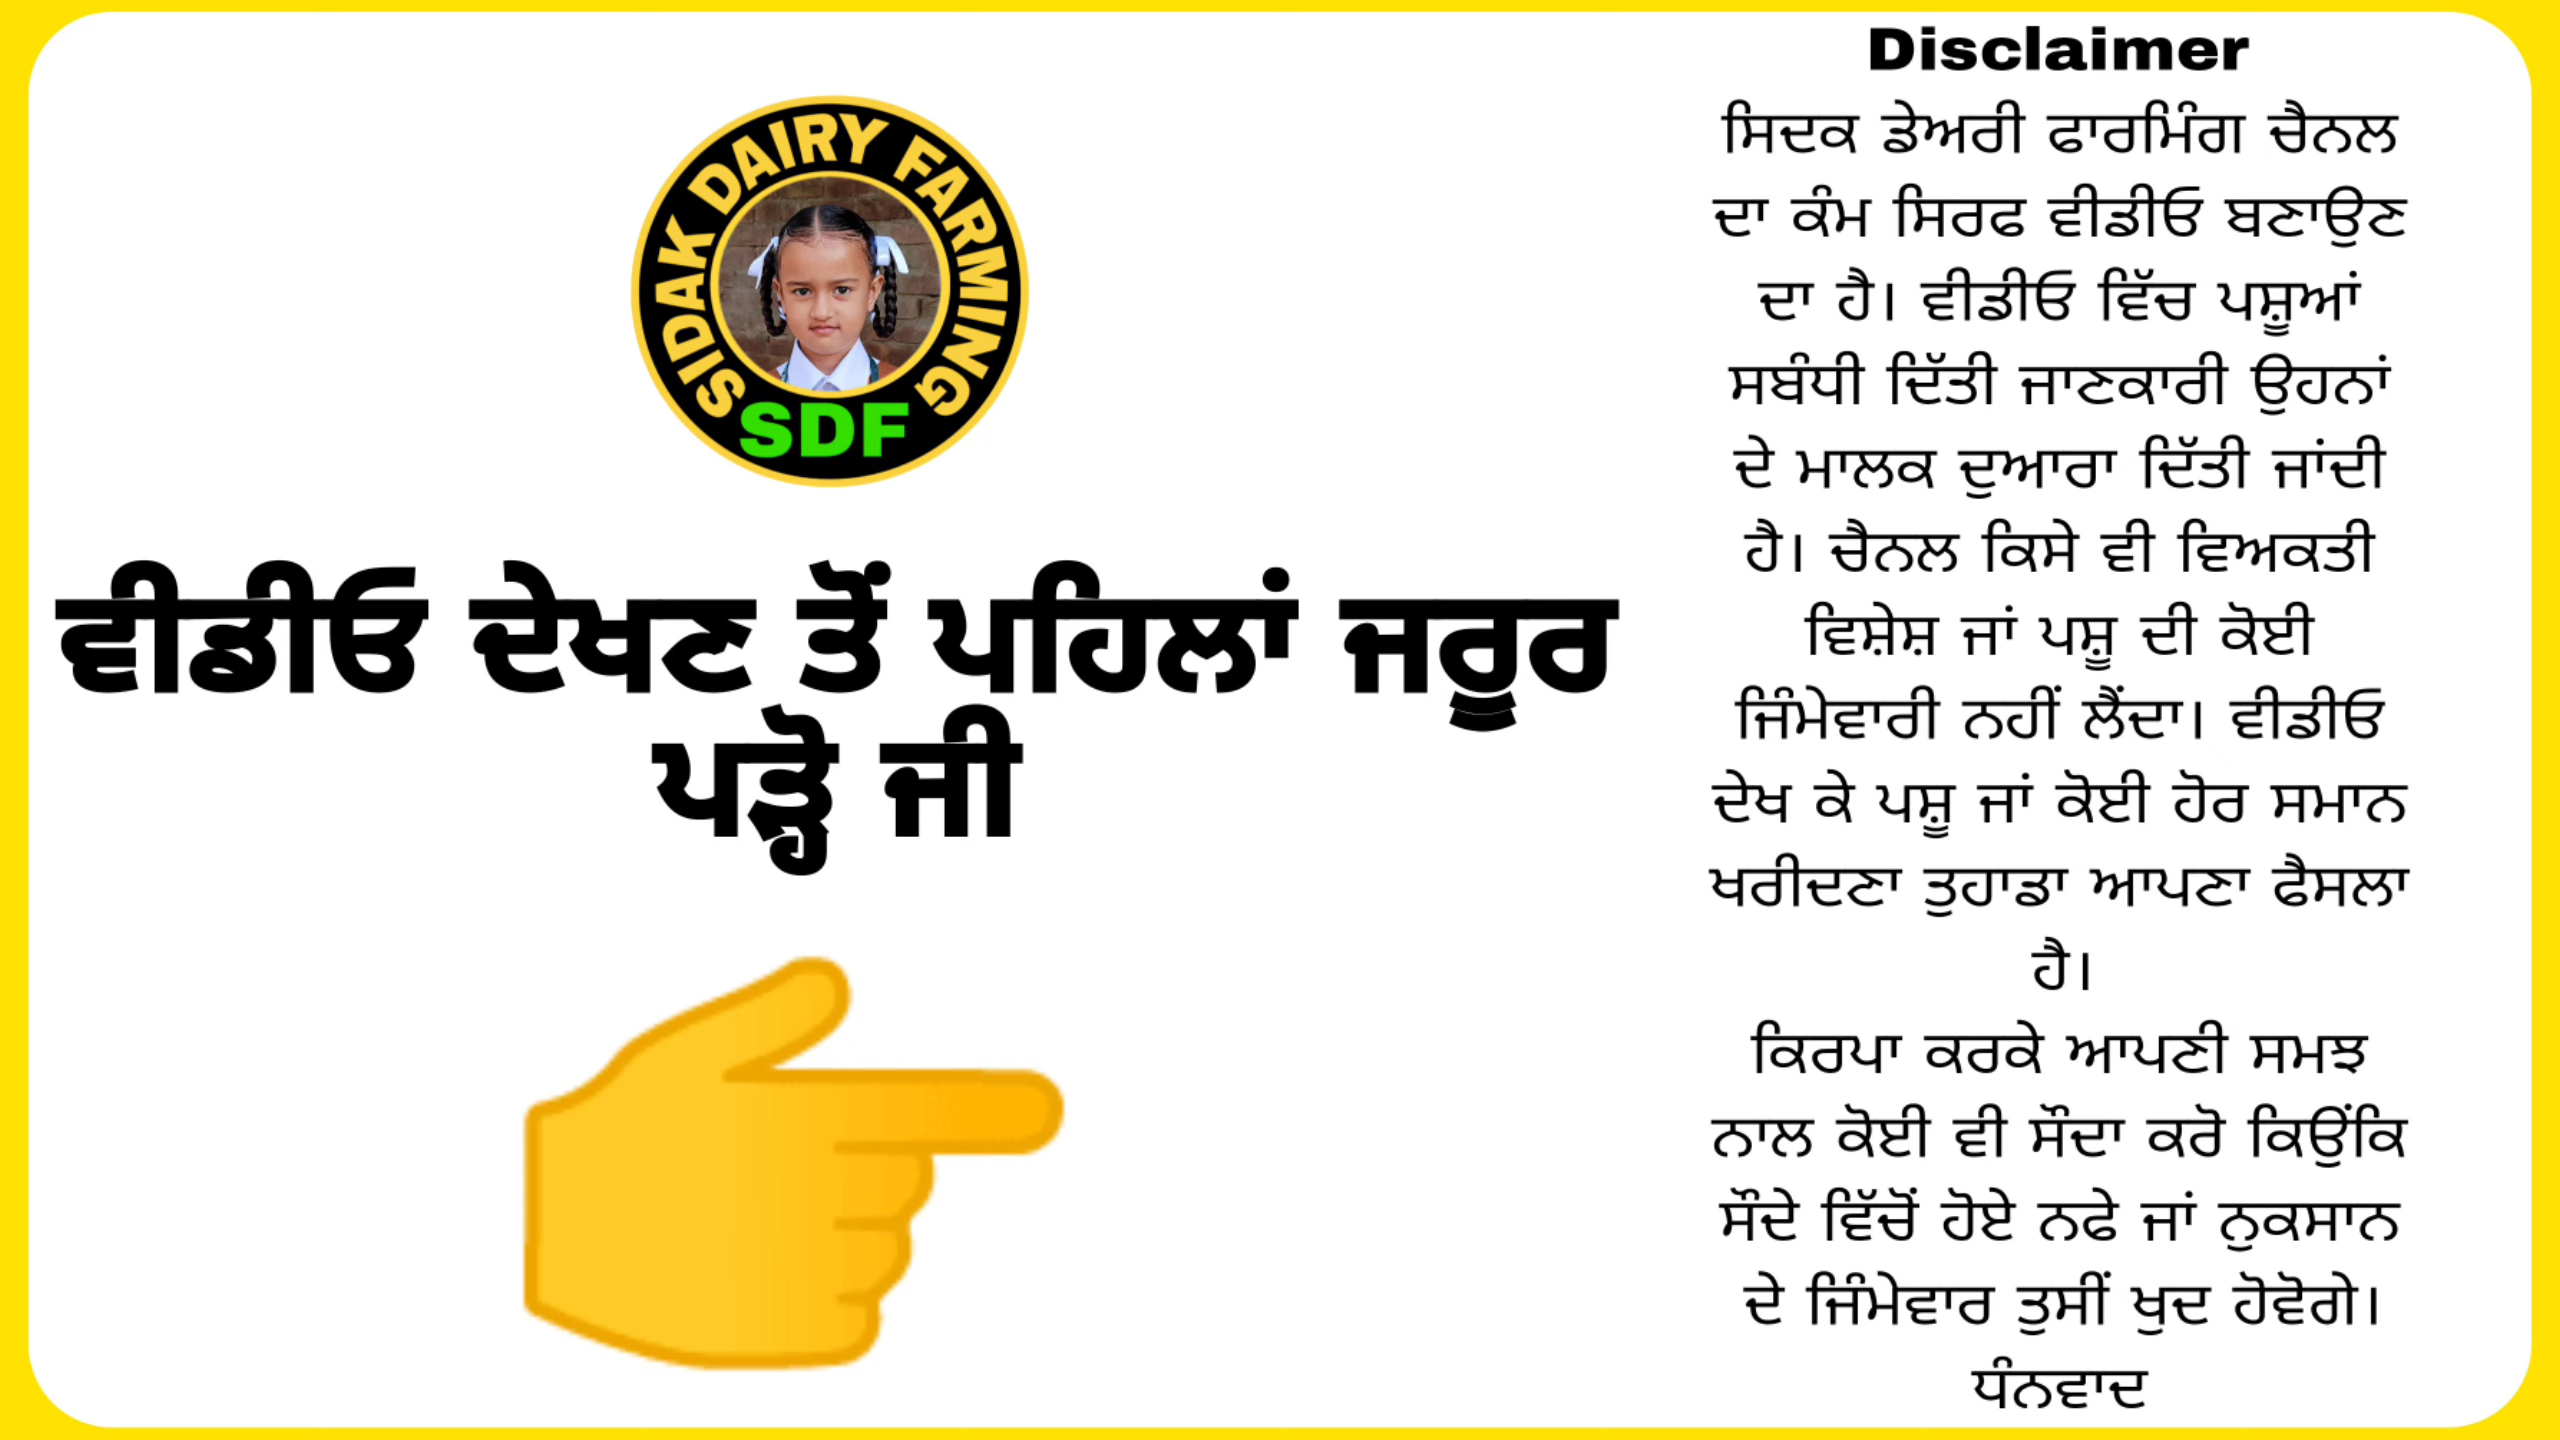 SIDAK DAIRY FARMING
SDF
ਵੀਡੀਓ ਦੇਖਣ ਤੋਂ ਪਹਿਲਾਂ ਜਰੂਰ
ਪੜ੍ਹੋ ਜੀ
Disclaimer
ਸਿਦਕ ਡੇਅਰੀ ਫਾਰਮਿੰਗ ਚੈਨਲ
ਦਾ ਕੰਮ ਸਿਰਫ ਵੀਡੀਓ ਬਣਾਉਣ
ਦਾ ਹੈ। ਵੀਡੀਓ ਵਿੱਚ ਪਸ਼ੂਆਂ
ਸਬੰਧੀ ਦਿੱਤੀ ਜਾਣਕਾਰੀ ਉਹਨਾਂ
ਦੇ ਮਾਲਕ ਦੁਆਰਾ ਦਿੱਤੀ ਜਾਂਦੀ
ਹੈ। ਚੈਨਲ ਕਿਸੇ ਵੀ ਵਿਅਕਤੀ
ਵਿਸ਼ੇਸ਼ ਜਾਂ ਪਸ਼ੂ ਦੀ ਕੋਈ
ਜਿੰਮੇਵਾਰੀ ਨਹੀਂ ਲੈਂਦਾ। ਵੀਡੀਓ
ਦੇਖ ਕੇ ਪਸ਼ੂ ਜਾਂ ਕੋਈ ਹੋਰ ਸਮਾਨ
ਖਰੀਦਣਾ ਤੁਹਾਡਾ ਆਪਣਾ ਫੈਸਲਾ
ਹੈ।
ਕਿਰਪਾ ਕਰਕੇ ਆਪਣੀ ਸਮਝ
ਨਾਲ ਕੋਈ ਵੀ ਸੌਦਾ ਕਰੋ ਕਿਉਂਕਿ
ਸੌਦੇ ਵਿੱਚੋਂ ਹੋਏ ਨਫੇ ਜਾਂ ਨੁਕਸਾਨ
ਦੇ ਜਿੰਮੇਵਾਰ ਤੁਸੀਂ ਖੁਦ ਹੋਵੋਗੇ।
ਧੰਨਵਾਦ